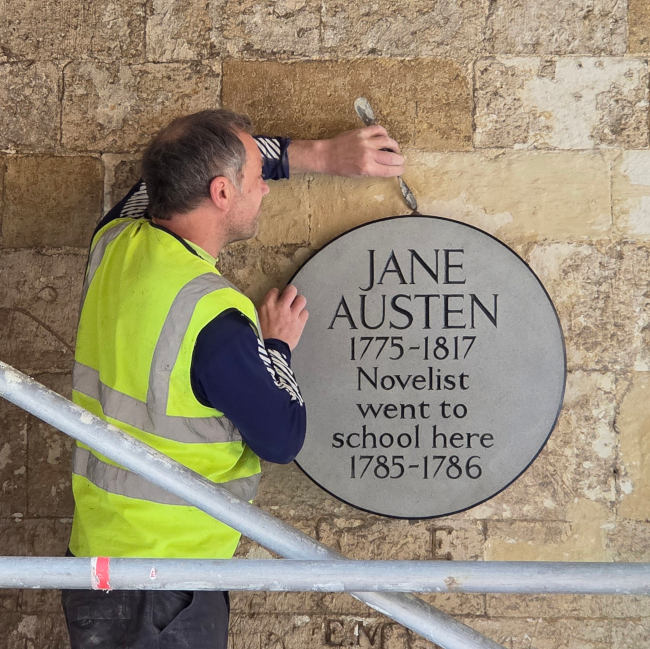 JANE
AUSTEN
1775-1817
Novelist
went to
school here
1785-1786
E
E.M